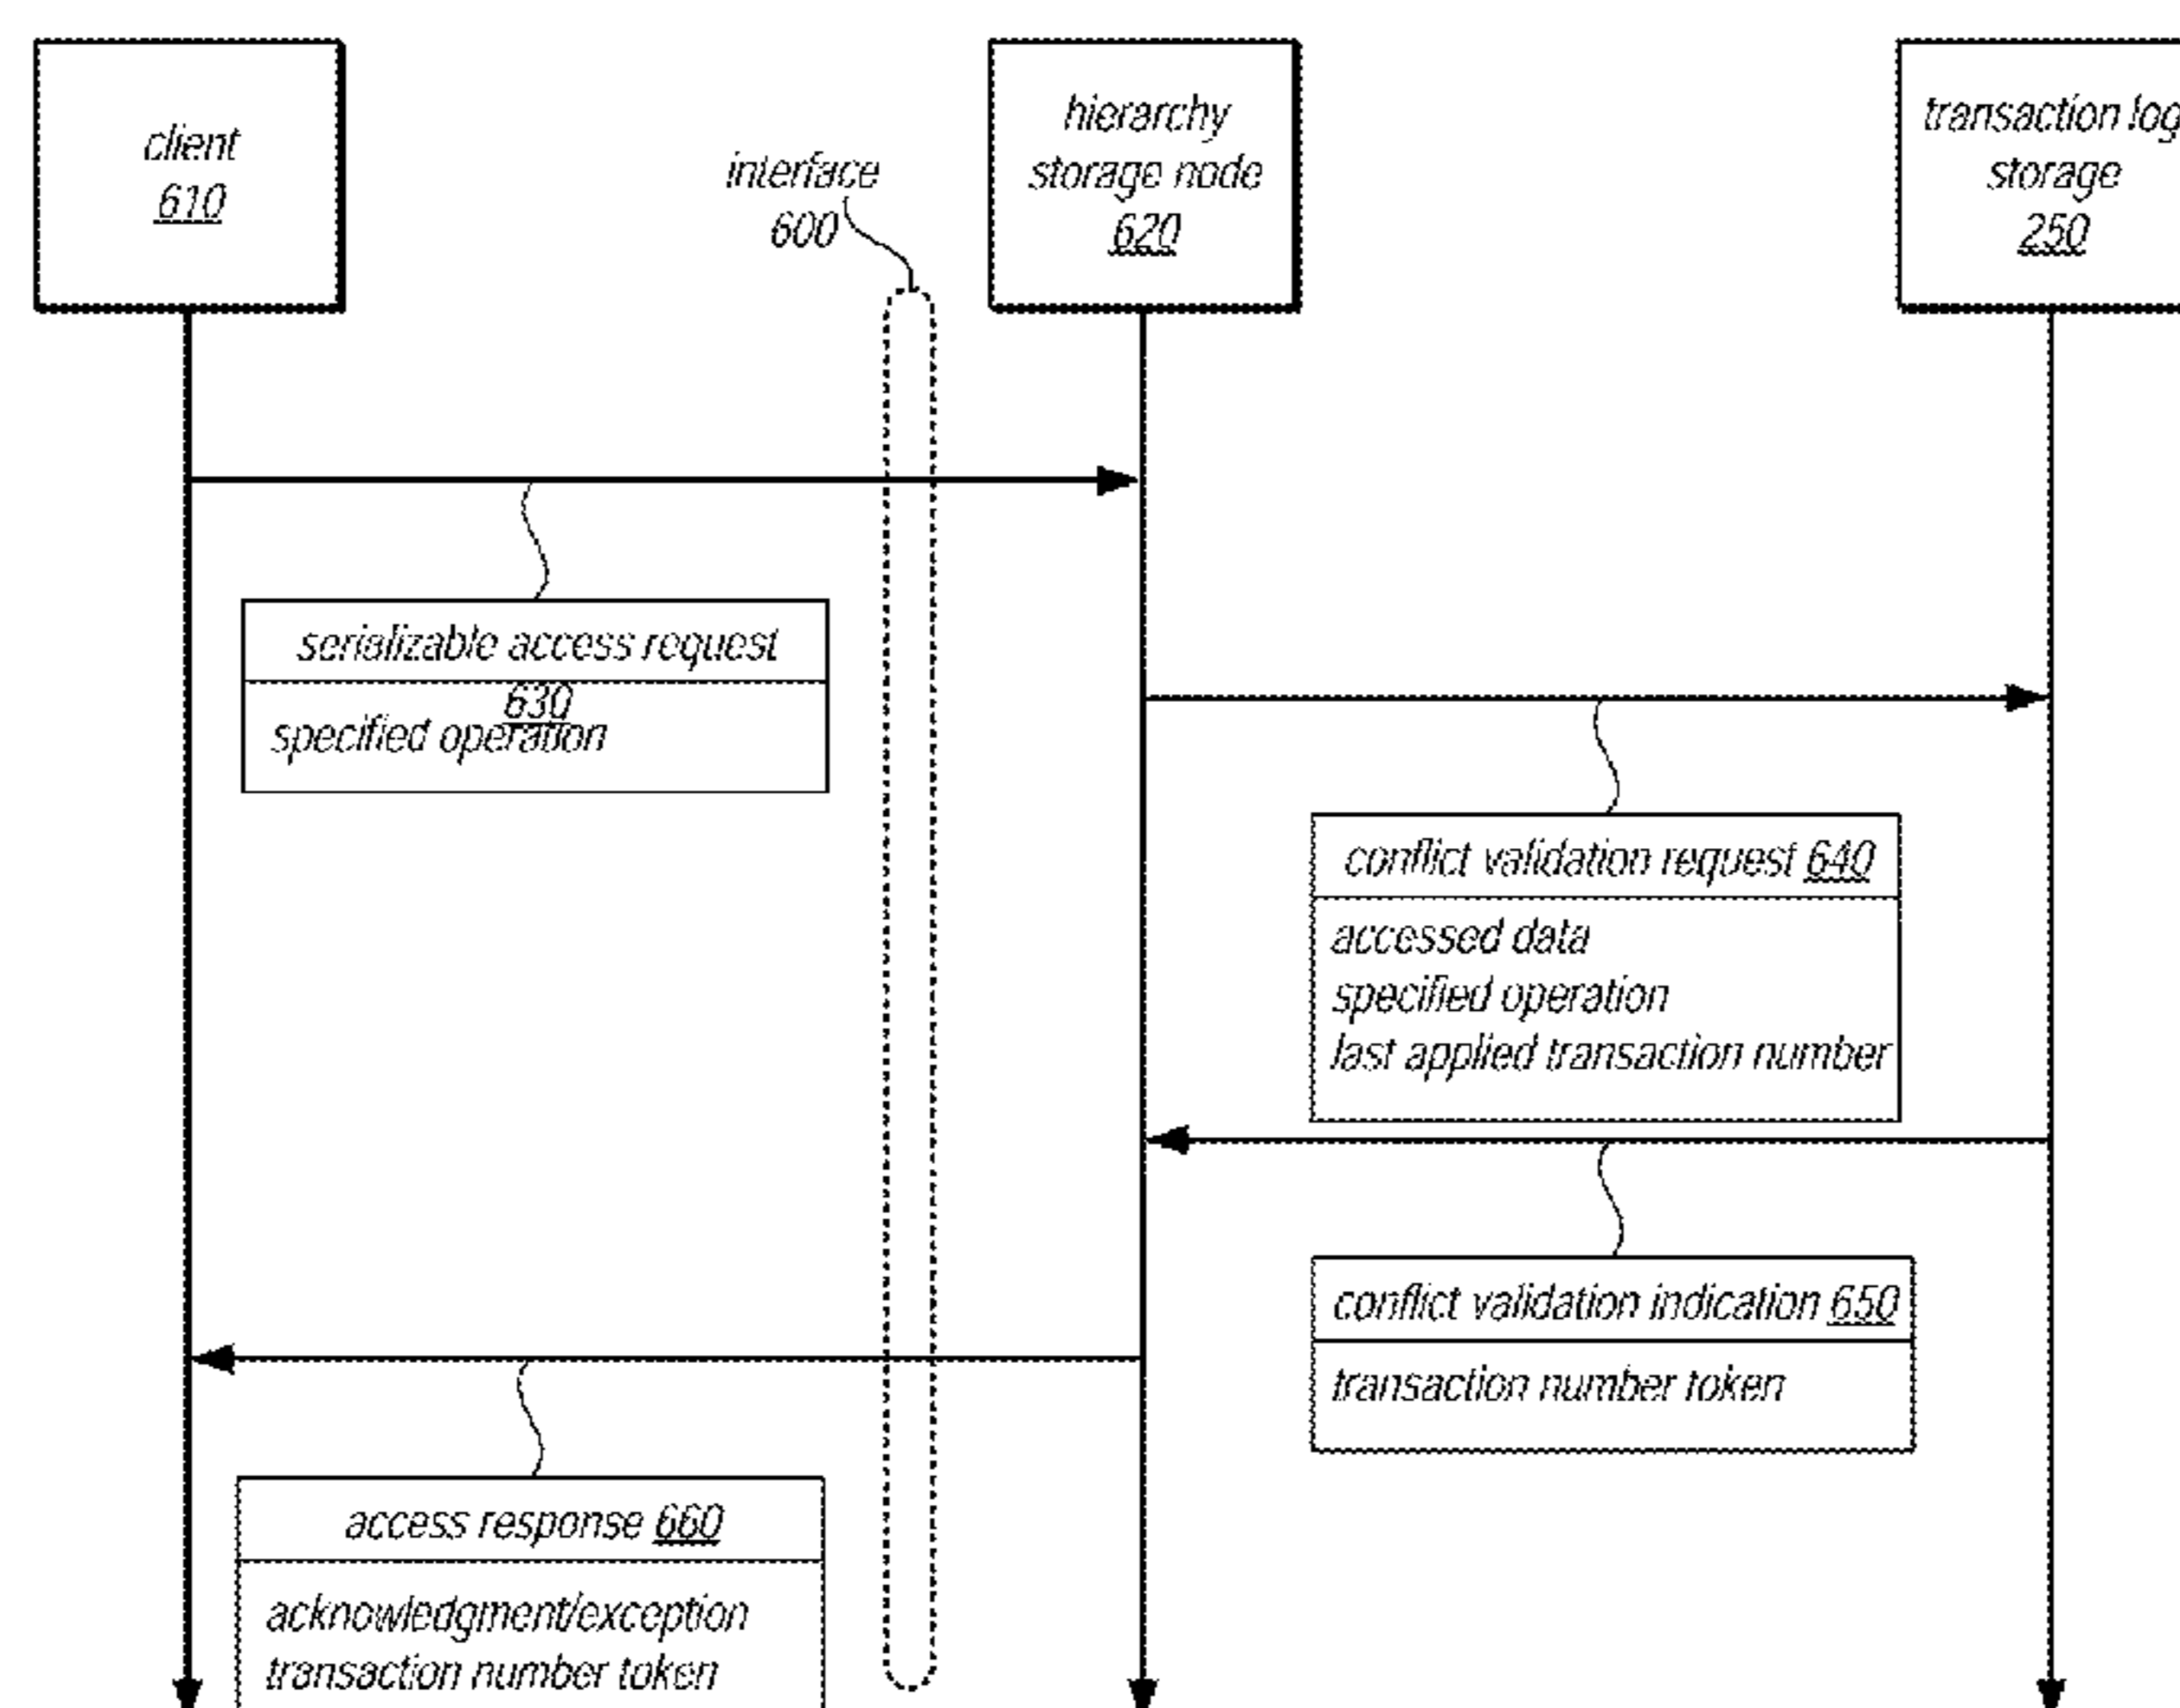 client
610
interface
600
hierarchy
storage node
620
transaction log
storage
250
serializable access request
630
specified operation
conflict validation request 640
accessed data
specified operation
last applied transaction number
conflict validation indication 650
transaction number token
access response 660
acknowledgment/exception
transaction number token